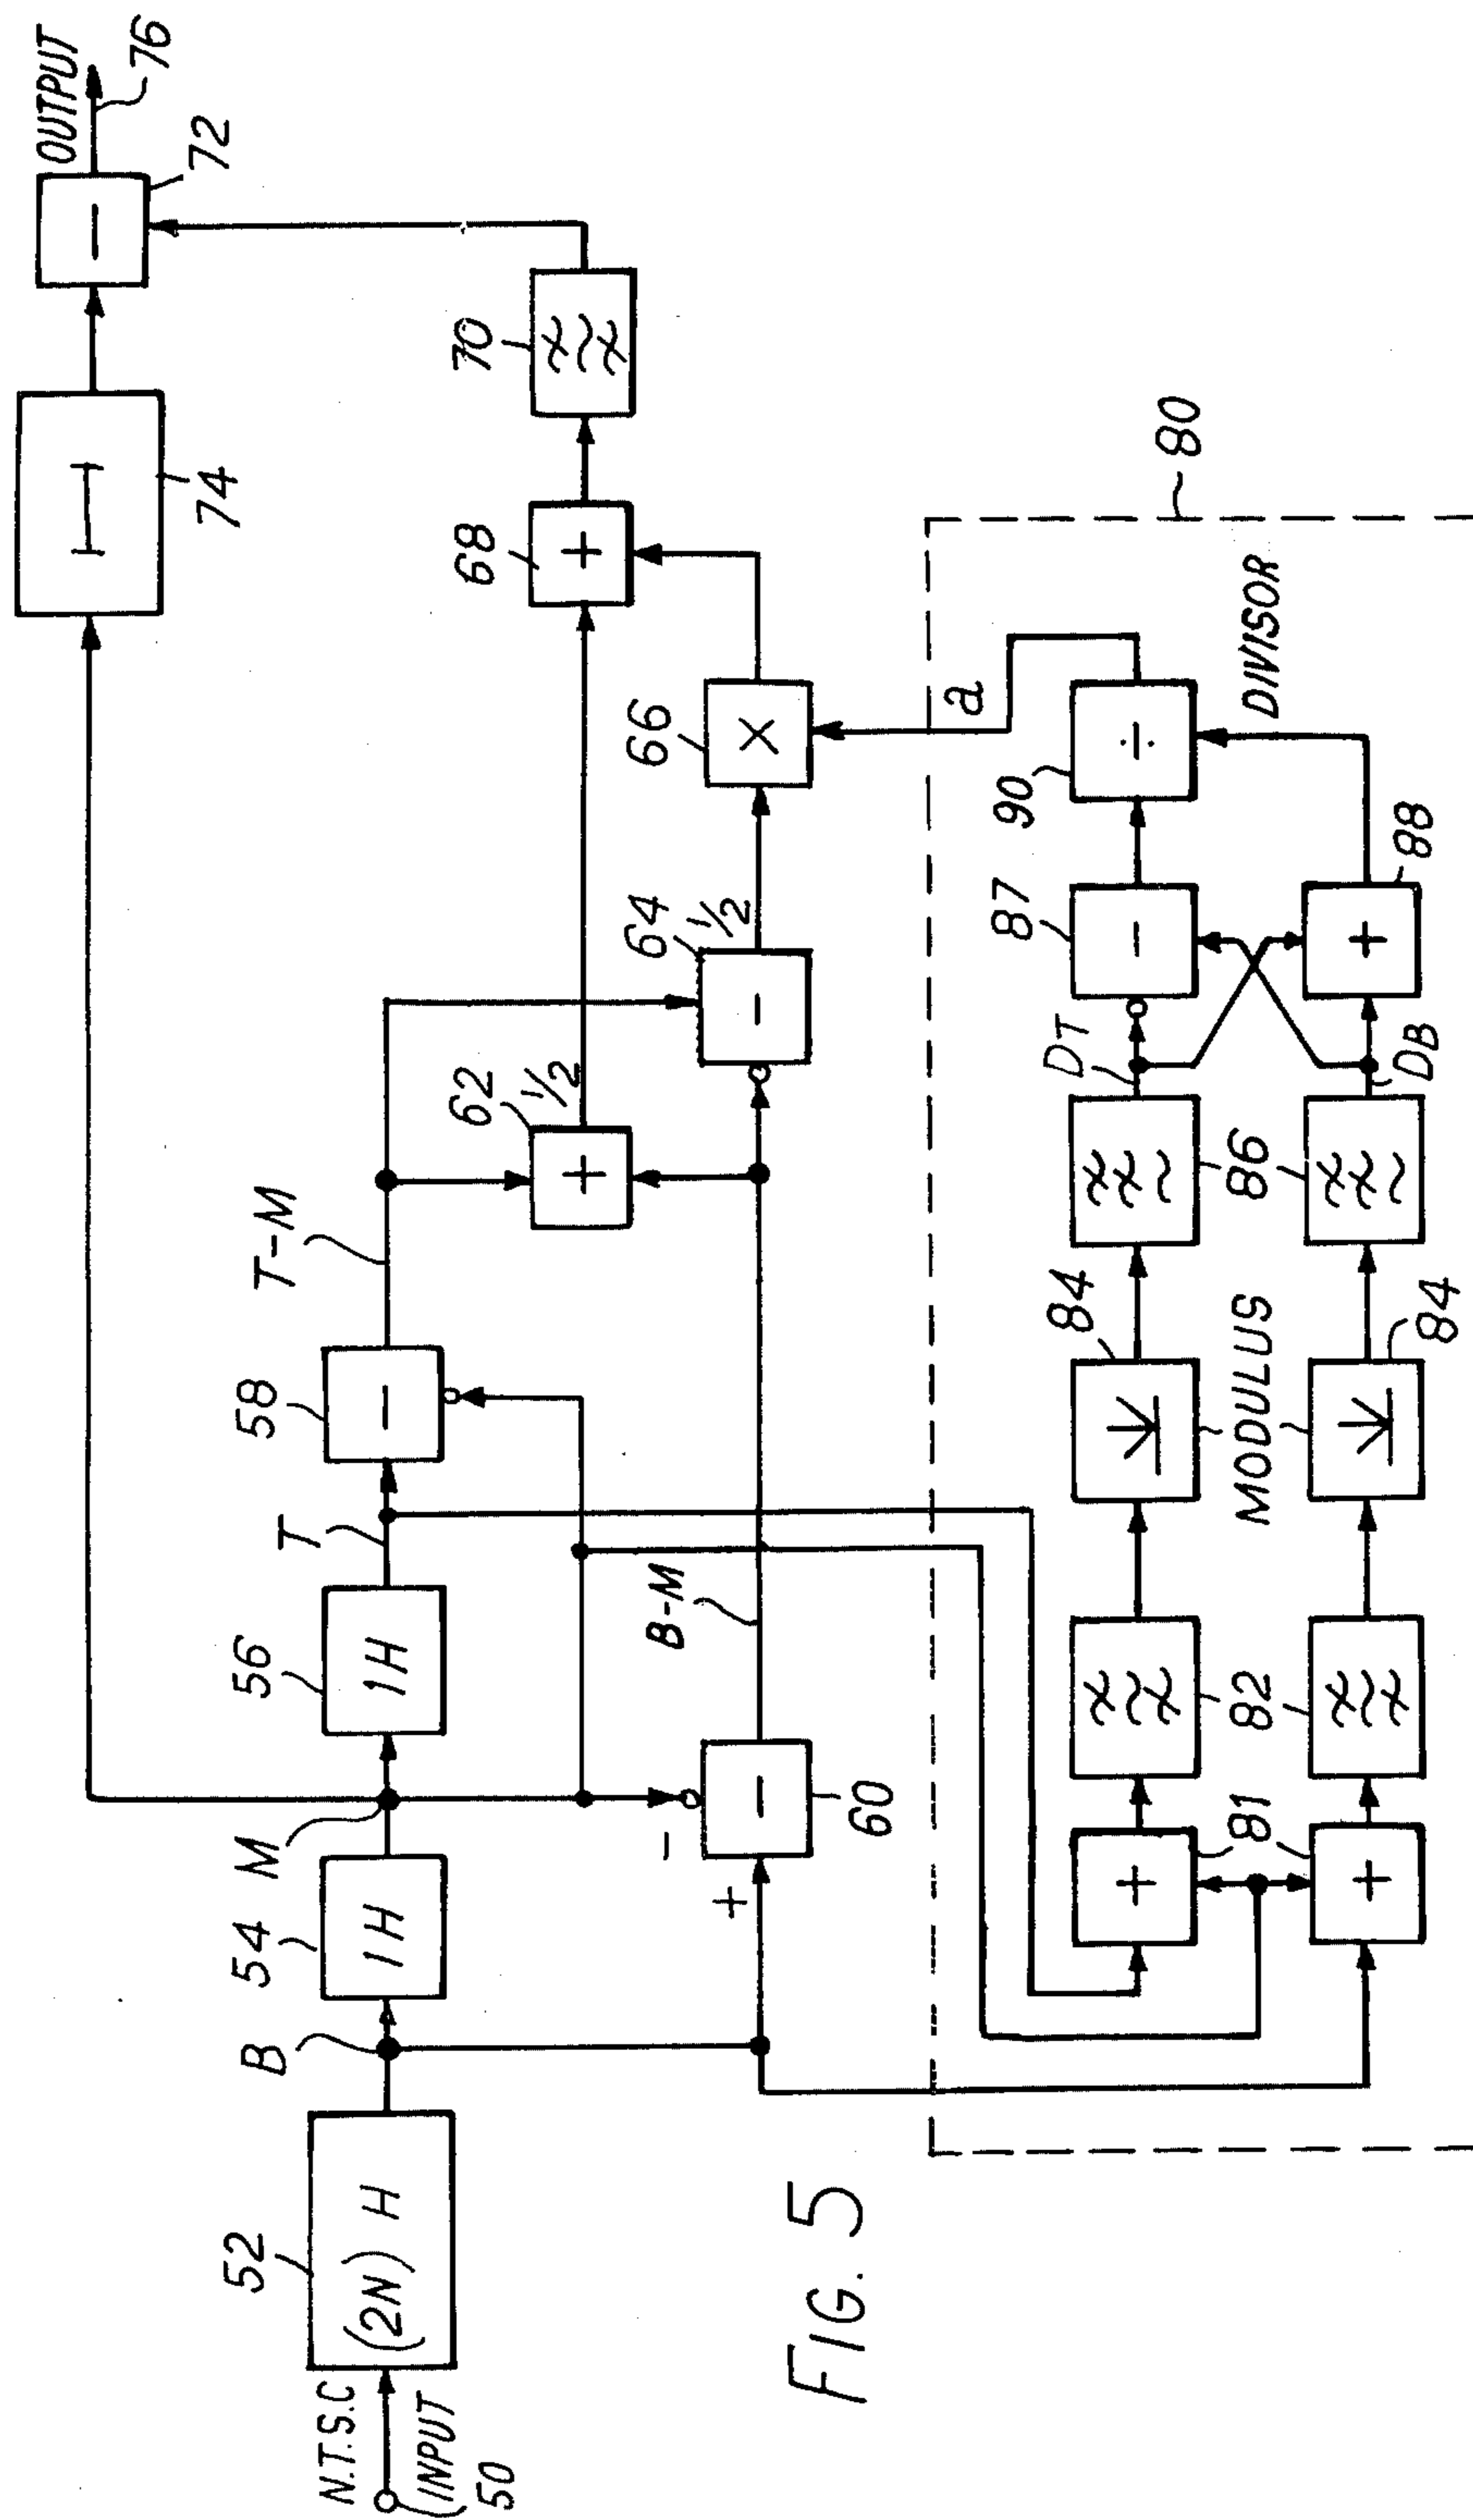 N.T.S.C
INPUT
50
52
(2N) H
B
54
1H
M
56
1H
T
58
−
T-M
62
+
1/2
64
−
1/2
66
×
68
+
70
74
72
−
OUTPUT
76
+
−
−
60
B-M
80
81
+
+
82
84
MODULUS
84
86
DT
DB
87
−
88
+
90
÷
DIVISOR
a
FIG. 5